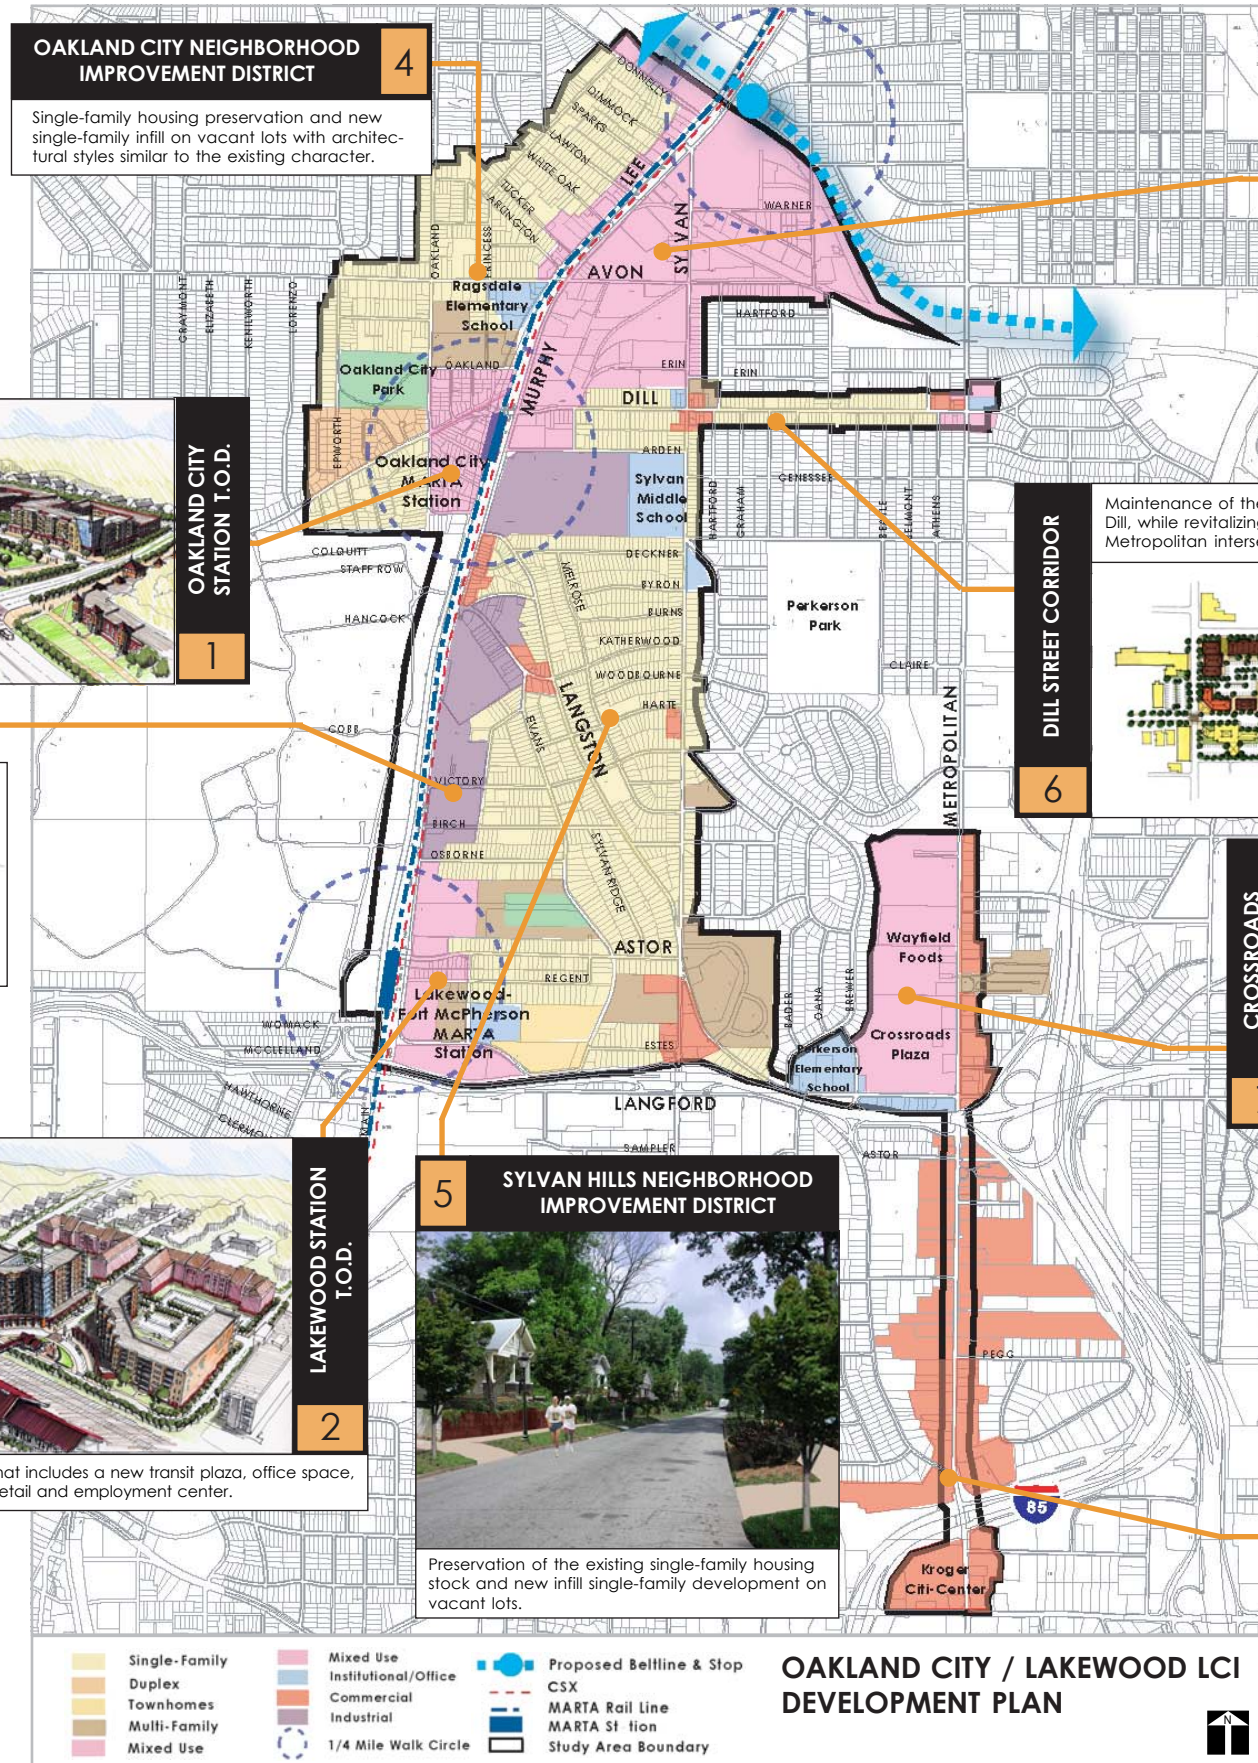 OAKLAND CITY NEIGHBORHOOD
IMPROVEMENT DISTRICT
4
Single-family housing preservation and new
single-family infill on vacant lots with architec-
tural styles similar to the existing character.
DONNELLY
DIMMOCK
SPARKS
LAWTON
WHITE OAK
LEE
TUCKER
ARLINGTON
WARNER
SYLVAN
OAKLAND
PRINCESS
AVON
Ragsdale
Elementary
School
GRAYMONT
ELIZABETH
KENILWORTH
LORENZO
HARTFORD
MURPHY
OAKLAND
Oakland City
Park
ERIN
ERIN
DILL
EPWORTH
ARDEN
OAKLAND CITY
STATION T.O.D.
1
Oakland City
MARTA
Station
Sylvan
Middle
School
HARTFORD
GRAHAM
GENESSEE
BELMONT
ATHENS
Maintenance of the
Dill, while revitalizing
Metropolitan interse
DILL STREET CORRIDOR
6
COLQUITT
STAFF ROW
HANCOCK
DECKNER
MELROSE
BYRON
BURNS
KATHERWOOD
WOODBOURNE
HARTE
Perkerson
Park
CLAIRE
COBB
EVANS
LANGSTON
METROPOLITAN
VICTORY
BIRCH
OSBORNE
SYLVAN RIDGE
CROSSROADS
ASTOR
REGENT
Wayfield
Foods
BADER
DANA
BREWER
Lakewood-
Fort McPherson
MARTA
Station
WOMACK
MCCLELLAND
ESTES
Crossroads
Plaza
Perkerson
Elementary
School
HAWTHORNE
MAIN
LANGFORD
SAMPLER
ASTOR
LAKEWOOD STATION
T.O.D.
2
hat includes a new transit plaza, office space,
etail and employment center.
5
SYLVAN HILLS NEIGHBORHOOD
IMPROVEMENT DISTRICT
Preservation of the existing single-family housing
stock and new infill single-family development on
vacant lots.
PEGG
85
Kroger
Citi-Center
Single-Family
Duplex
Townhomes
Multi-Family
Mixed Use
Mixed Use
Institutional/Office
Commercial
Industrial
1/4 Mile Walk Circle
Proposed Beltline & Stop
CSX
MARTA Rail Line
MARTA St tion
Study Area Boundary
OAKLAND CITY / LAKEWOOD LCI
DEVELOPMENT PLAN
N